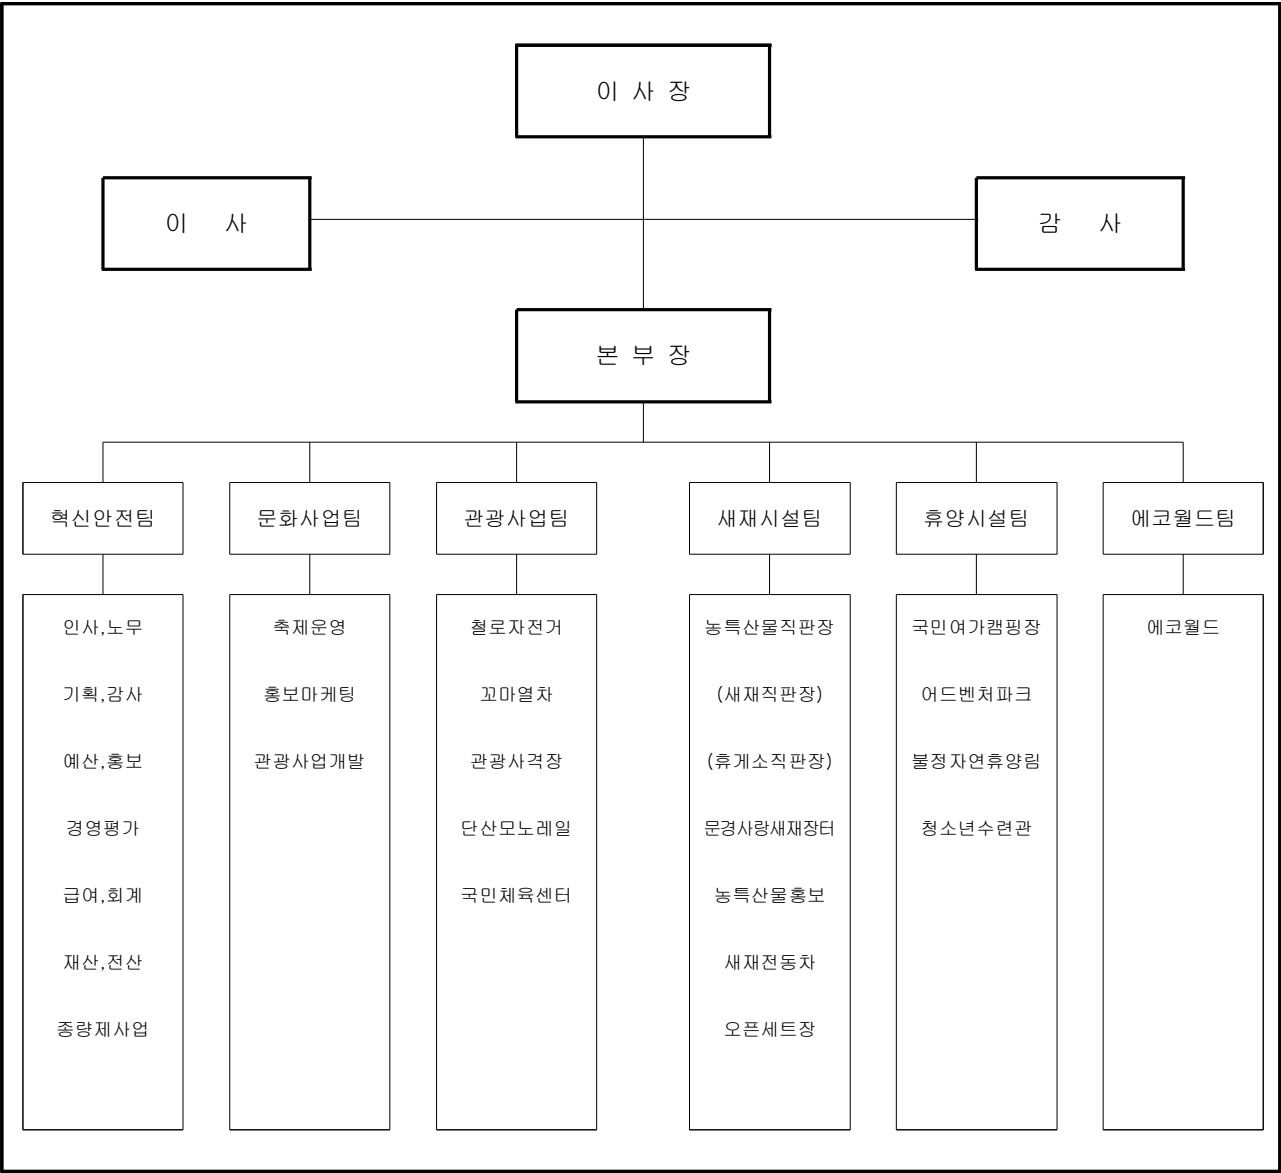 이 사 장
이 사
감 사
본 부 장
혁신안전팀
문화사업팀
관광사업팀
새재시설팀
휴양시설팀
에코월드팀
인사,노무
기획,감사
예산,홍보
경영평가
급여,회계
재산,전산
종량제사업
축제운영
홍보마케팅
관광사업개발
철로자전거
꼬마열차
관광사격장
단산모노레일
국민체육센터
농특산물직판장
(새재직판장)
(휴게소직판장)
문경사랑새재장터
농특산물홍보
새재전동차
오픈세트장
국민여가캠핑장
어드벤처파크
불정자연휴양림
청소년수련관
에코월드